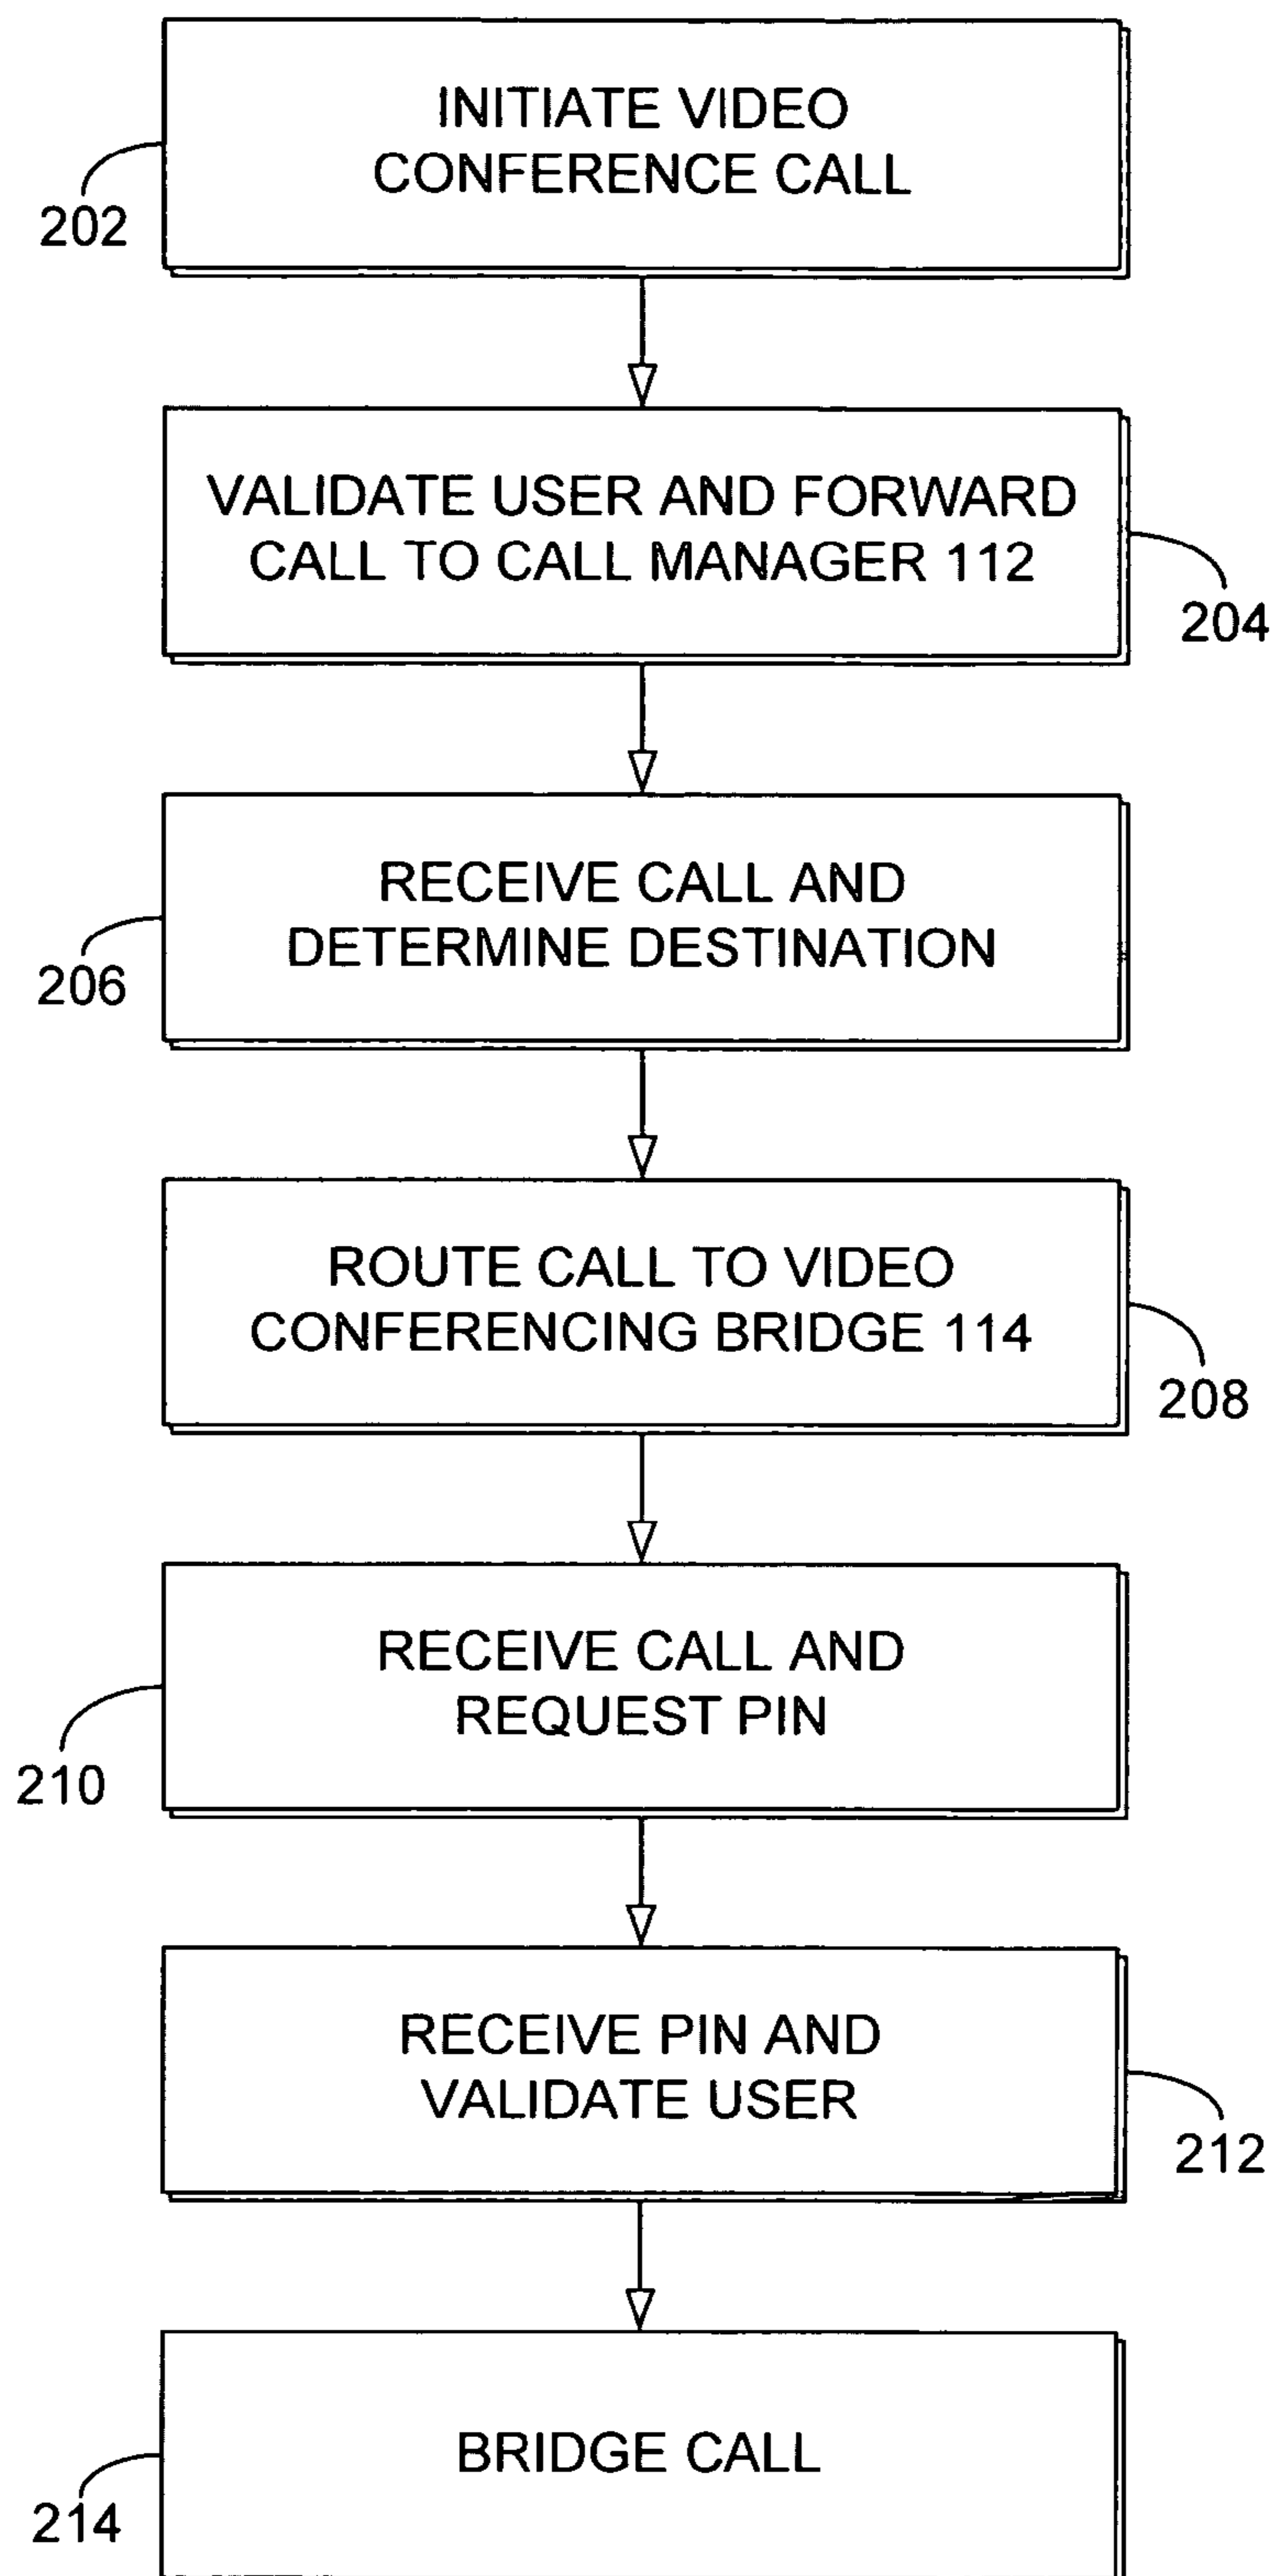 INITIATE VIDEO
CONFERENCE CALL
202
VALIDATE USER AND FORWARD
CALL TO CALL MANAGER 112
204
RECEIVE CALL AND
DETERMINE DESTINATION
206
ROUTE CALL TO VIDEO
CONFERENCING BRIDGE 114
208
RECEIVE CALL AND
REQUEST PIN
210
RECEIVE PIN AND
VALIDATE USER
212
BRIDGE CALL
214